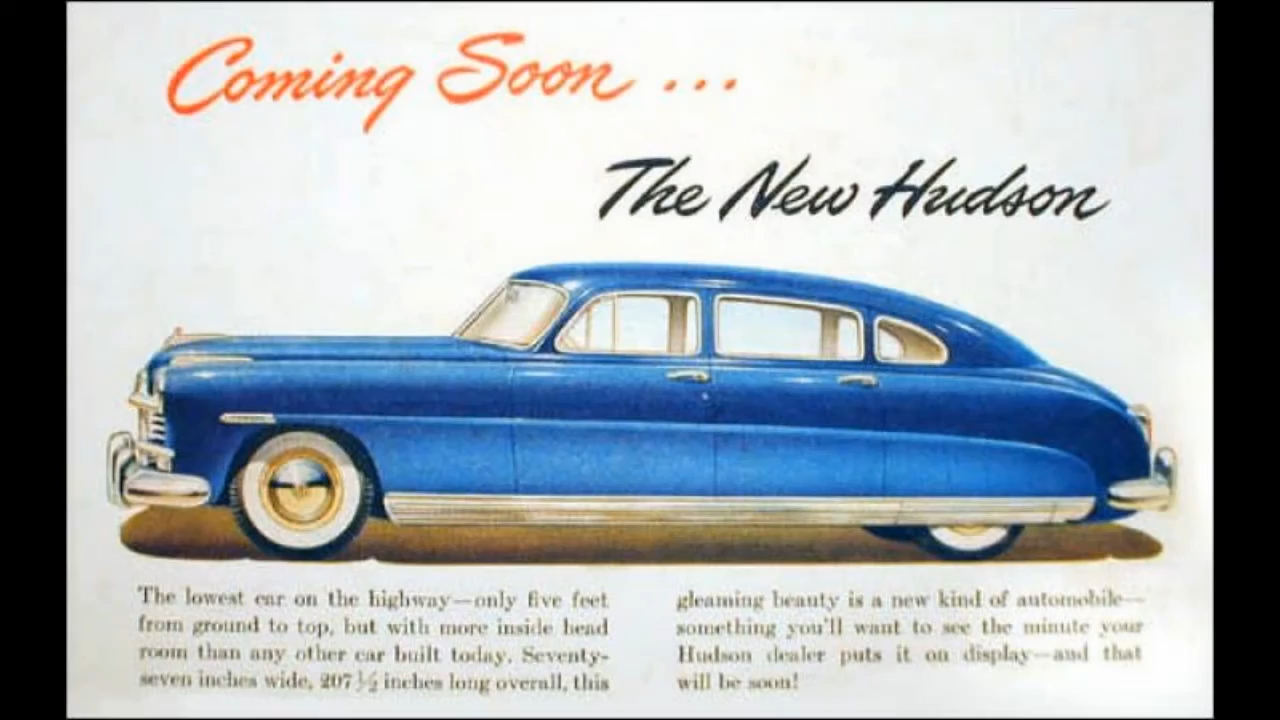 Coming Soon ...
The New Hudson
The lowest car on the highway—only five feet
from ground to top, but with more inside head
room than any other car built today. Seventy-
seven inches wide, 207 ½ inches long overall, this
gleaming beauty is a new kind of automobile—
something you'll want to see the minute your
Hudson dealer puts it on display—and that
will be soon!